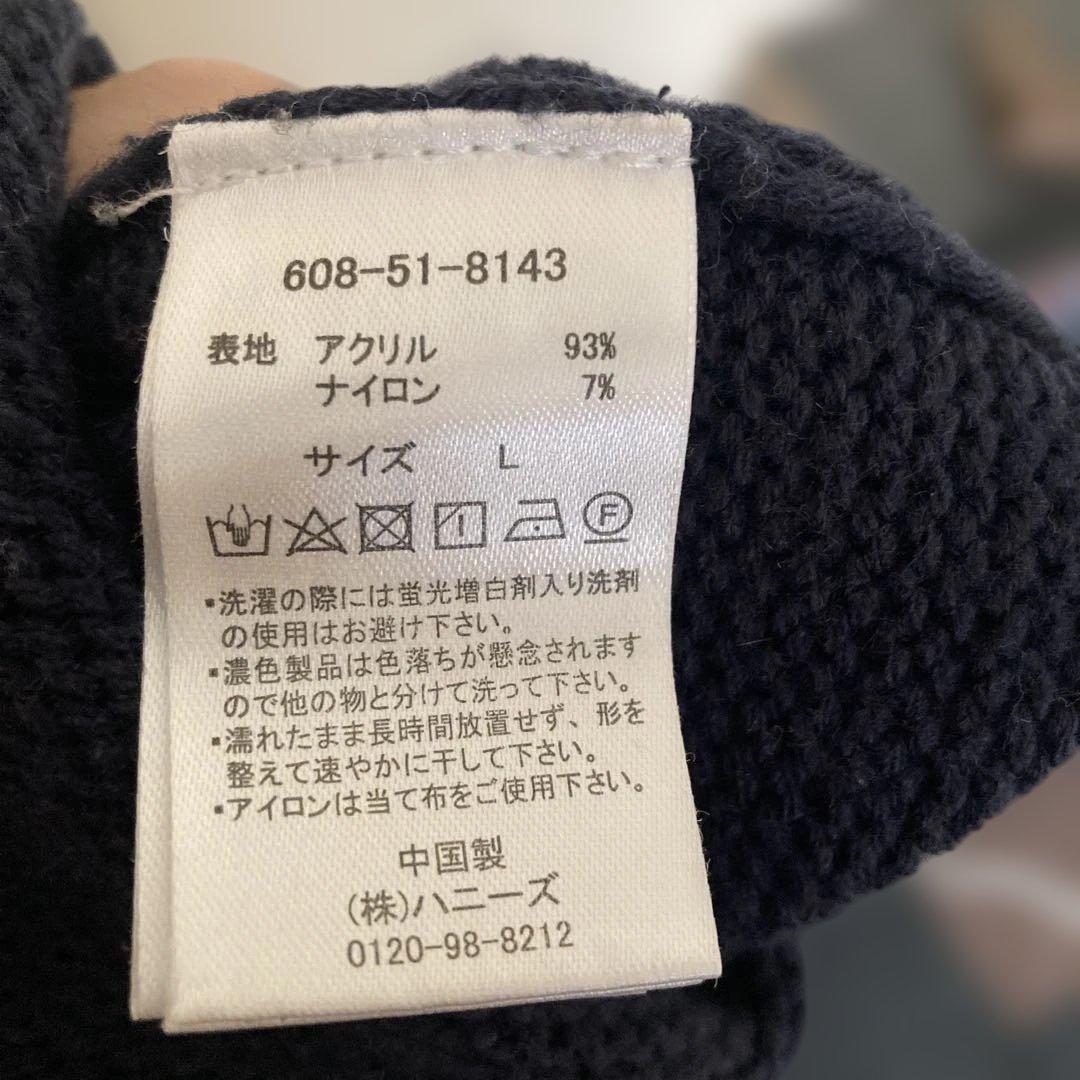 608-51-8143
表地 アクリル 93%
ナイロン 7%
サイズ L
F
▪洗濯の際には蛍光増白剤入り洗剤
の使用はお避け下さい。
▪濃色製品は色落ちが懸念されます
ので他の物と分けて洗って下さい。
▪濡れたまま長時間放置せず、形を
整えて速やかに干して下さい。
▪アイロンは当て布をご使用下さい。
中国製
(株)ハニーズ
0120-98-8212